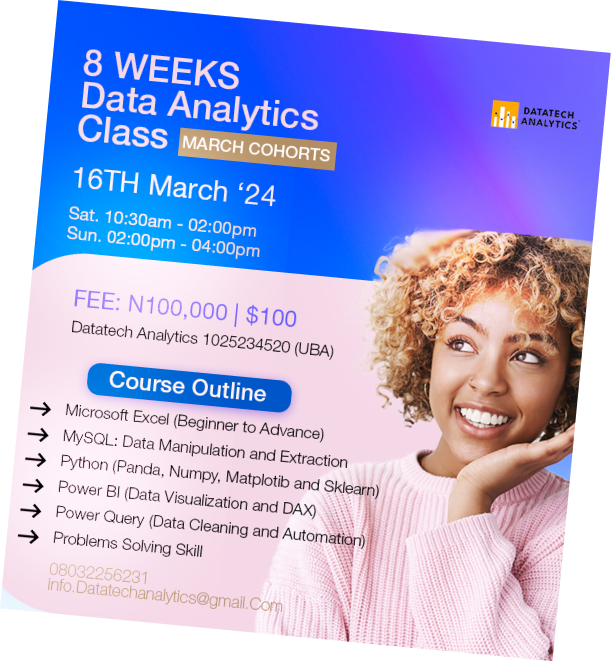 8 WEEKS
Data Analytics
Class MARCH COHORTS
DATATECH
ANALYTICS
16TH March ‘24
Sat. 10:30am - 02:00pm
Sun. 02:00pm - 04:00pm
FEE: N100,000 | $100
Datatech Analytics 1025234520 (UBA)
Course Outline
→ Microsoft Excel (Beginner to Advance)
→ MySQL: Data Manipulation and Extraction
→ Python (Panda, Numpy, Matplotib and Sklearn)
→ Power BI (Data Visualization and DAX)
→ Power Query (Data Cleaning and Automation)
→ Problems Solving Skill
08032256231
Info.Datatechanalytics@gmail.Com